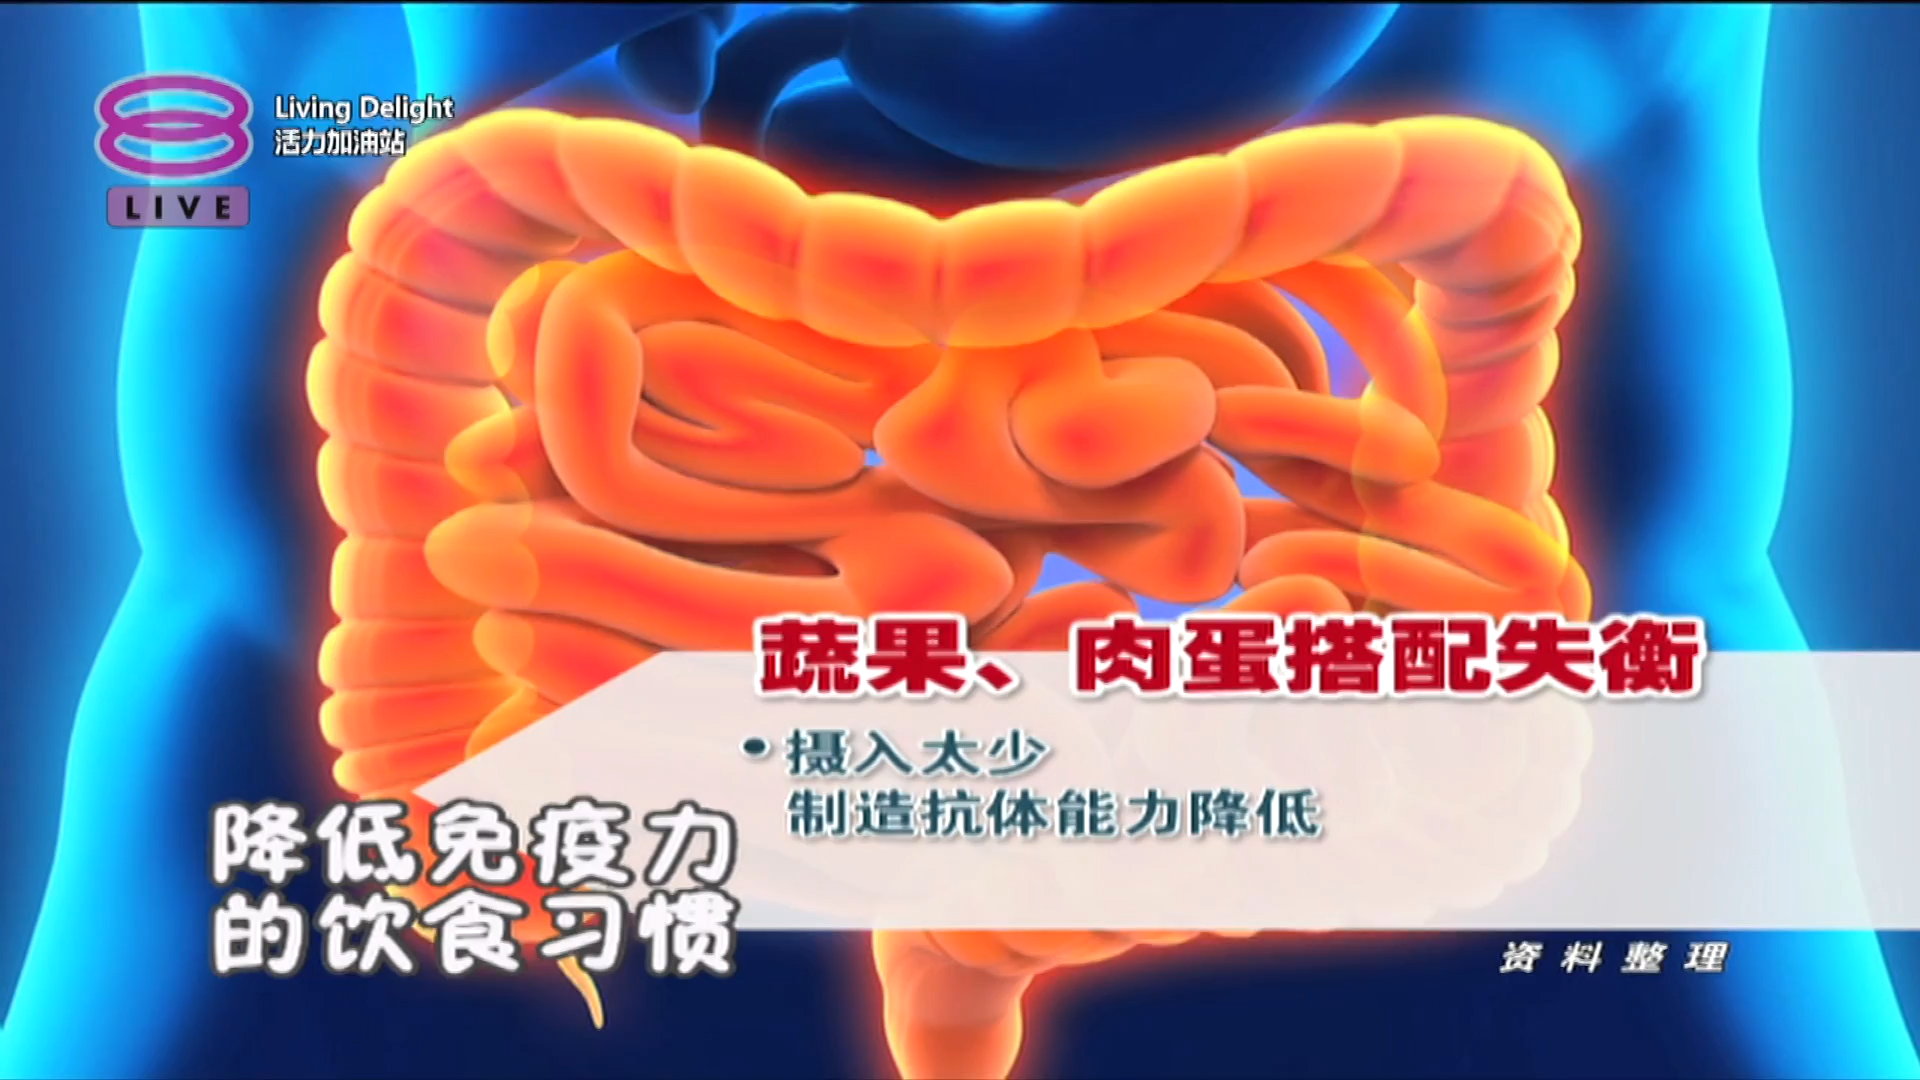 Living Delight
活力加油站
LIVE
蔬果、肉蛋搭配失衡
•摄入太少
制造抗体能力降低
降低免疫力
的饮食习惯
资料整理